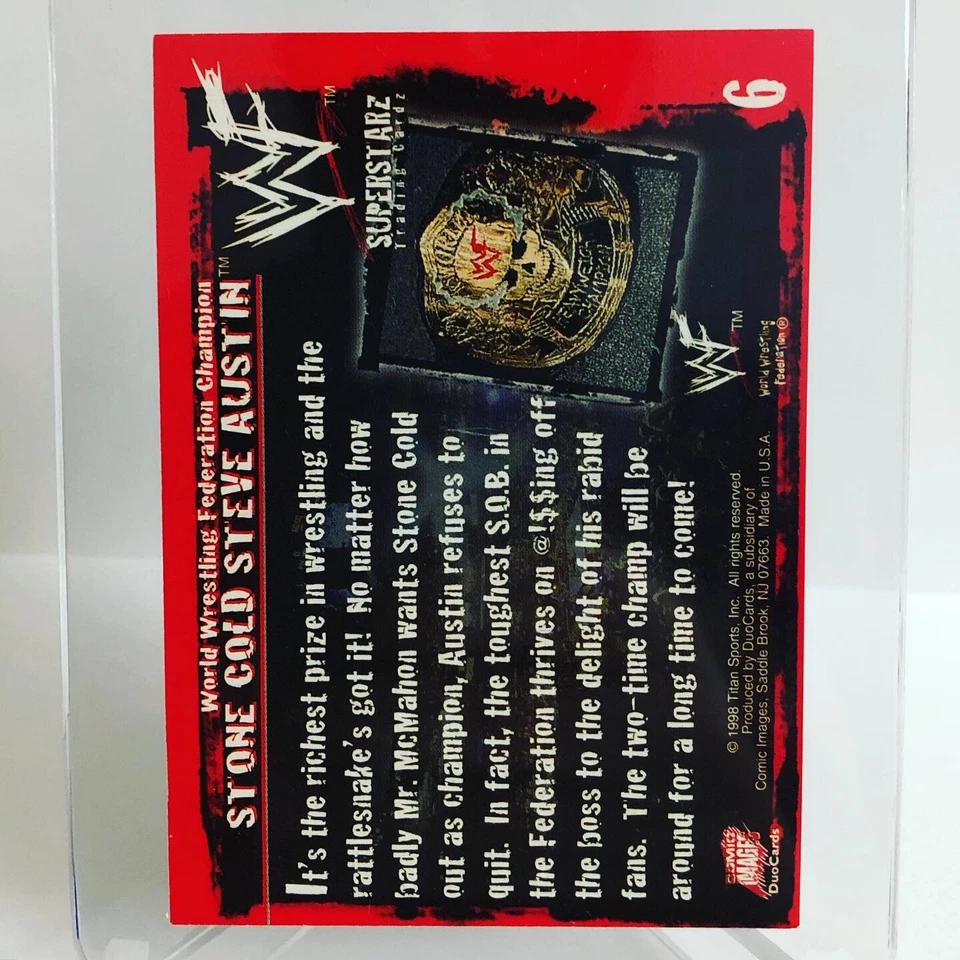 World Wrestling Federation Champion
STONE COLD STEVE AUSTIN™
It's the richest prize in wrestling and the
rattlesnake's got it! No matter how
badly Mr. McMahon wants Stone Cold
out as champion, Austin refuses to
quit. In fact, the toughest S.O.B. in
the Federation thrives on @!$$ing off
the boss to the delight of his rabid
fans. The two-time champ will be
around for a long time to come!
WF™
SUPERSTARZ
Trading Cardz
6
WF
WF™
World Wrestling
Federation®
COMIC
IMAGES
DuoCards
© 1998 Titan Sports, Inc. All rights reserved.
Produced by DuoCards, a subsidiary of
Comic Images, Saddle Brook, NJ 07663. Made in U.S.A.